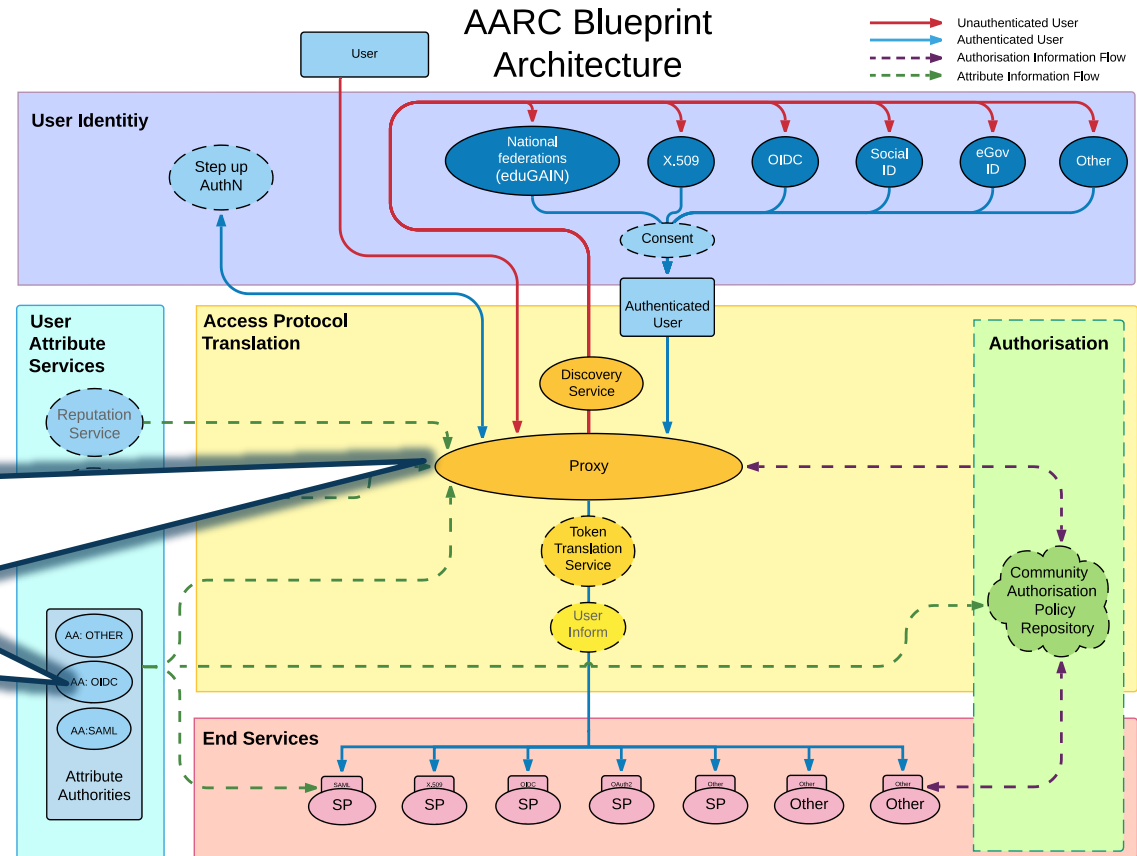 AARC Blueprint
Architecture
Unauthenticated User
Authenticated User
Authorisation Information Flow
Attribute Information Flow
User
User Identitiy
Step up
AuthN
National
federations
(eduGAIN)
X.509
OIDC
Social
ID
eGov
ID
Other
Consent
Authenticated
User
User
Attribute
Services
Access Protocol
Translation
Authorisation
Reputation
Service
Discovery
Service
Proxy
Token
Translation
Service
User
Inform
Community
Authorisation
Policy
Repository
AA: OTHER
AA: OIDC
AA:SAML
Attribute
Authorities
End Services
SAML
SP
X.509
SP
OIDC
SP
OAuth2
SP
Other
SP
Other
Other
Other
Other